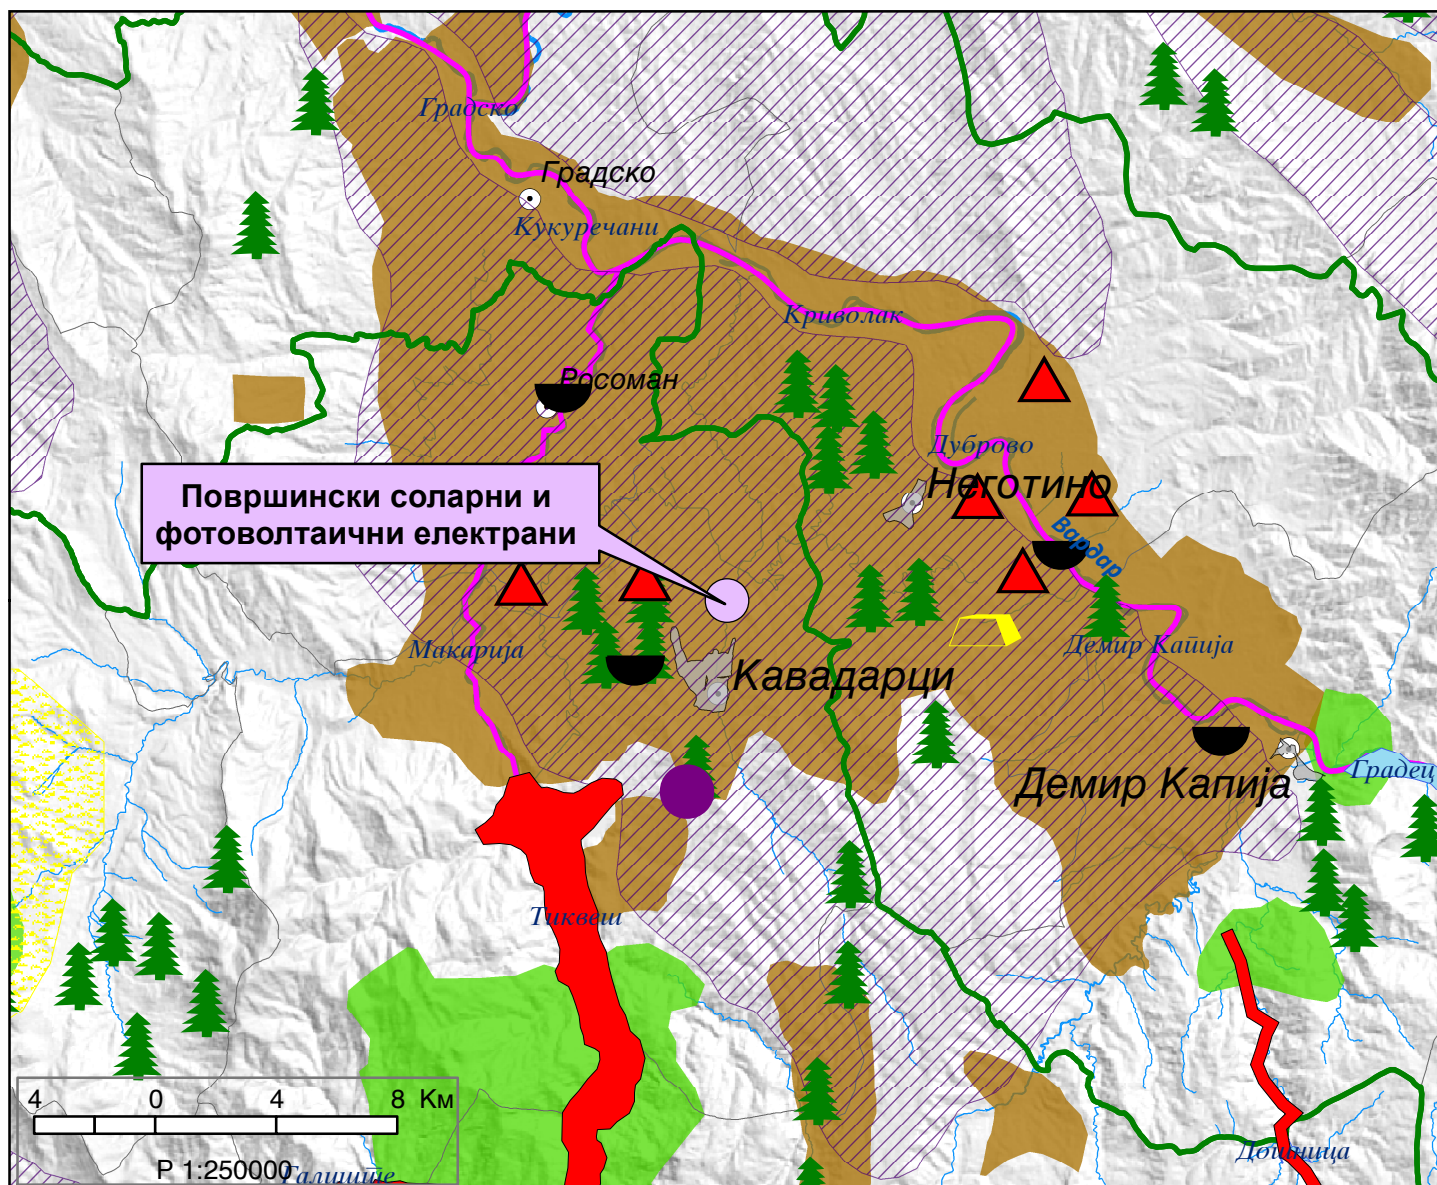 Градско
Градско
Кукуречани
Криволак
Росоман
Дуброво
Неготино
Површински соларни и
фотоволтаични електрани
Вардар
Макарија
Демир Капија
Кавадарци
Градец
Демир Капија
Тиквеш
4 0 4 8 Км
Р 1:250000
Галиште
Дошница